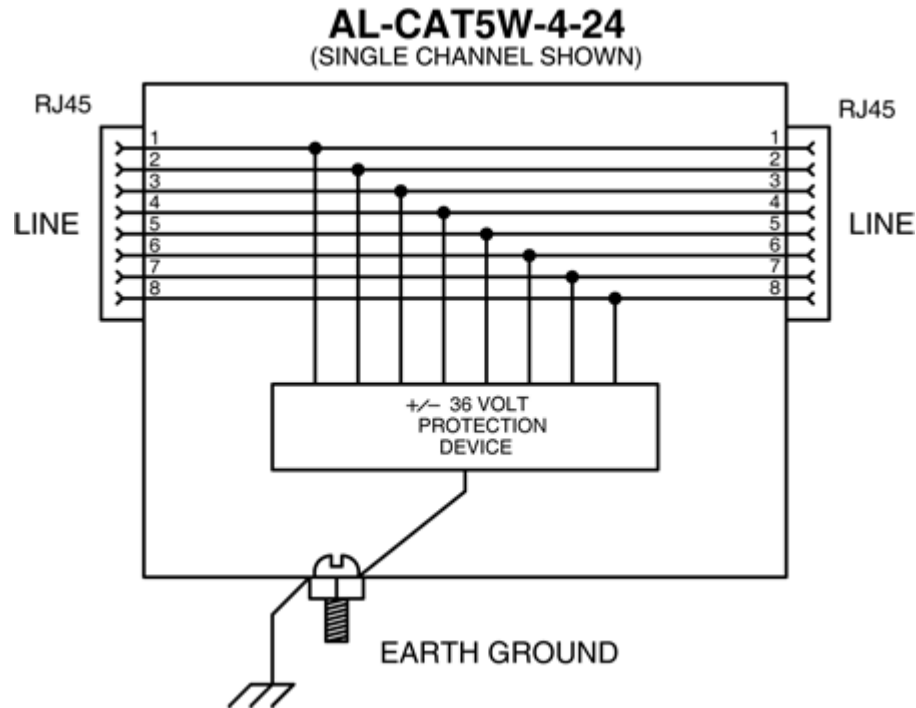 AL-CAT5W-4-24
(SINGLE CHANNEL SHOWN)
RJ45
RJ45
1
1
2
2
3
3
LINE
4
4
LINE
5
5
6
6
7
7
8
8
+/− 36 VOLT
PROTECTION
DEVICE
EARTH GROUND